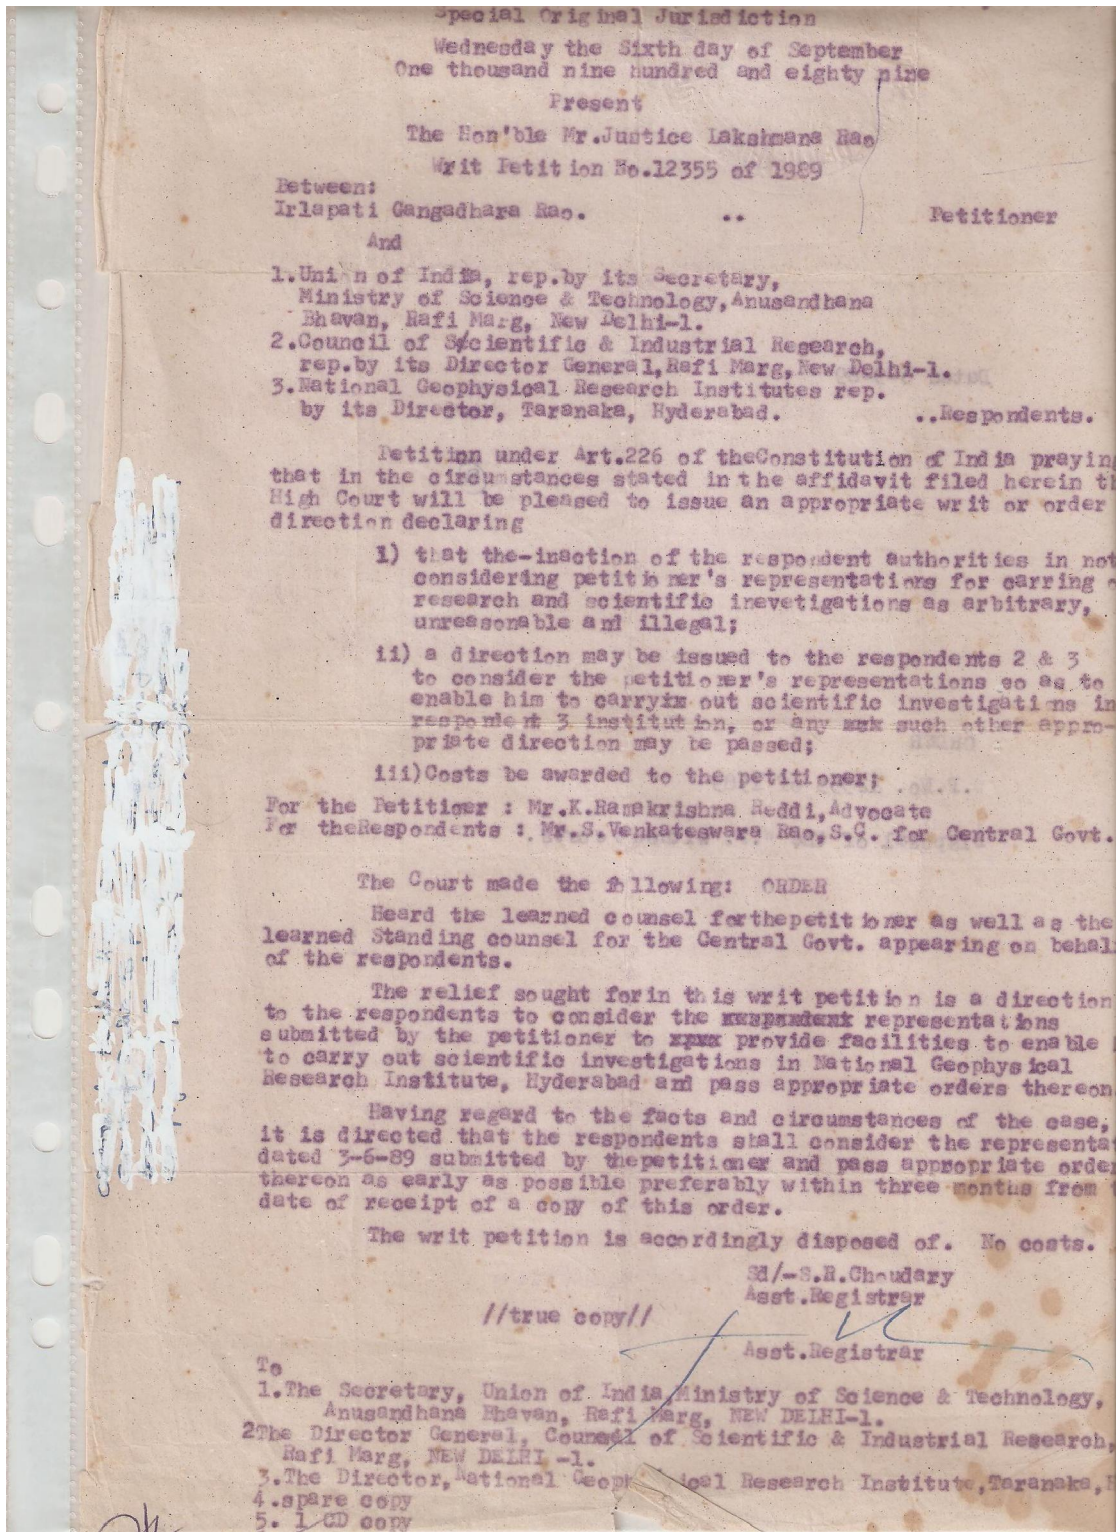 Special Original Jurisdiction
Wednesday the Sixth day of September
One thousand nine hundred and eighty nine
Present
The Hon'ble Mr.Justice Lakshmana Rao
Writ Petition No.12355 of 1989
Between:
Irlapati Gangadhara Rao. .. Petitioner
And
1.Union of India, rep.by its Secretary,
Ministry of Science & Technology,Anusandhana
Bhavan, Rafi Marg, New Delhi-1.
2.Council of Scientific & Industrial Research,
rep.by its Director General,Rafi Marg,New Delhi-1.
3.National Geophysical Research Institutes rep.
by its Director, Taranaka, Hyderabad. ..Respondents.
Petition under Art.226 of theConstitution of India praying
that in the circumstances stated in the affidavit filed herein th
High Court will be pleased to issue an appropriate writ or order
direction declaring
i) that the-inaction of the respondent authorities in not
considering petitioner's representations for carring o
research and scientific inevetigations as arbitrary,
unreasonable and illegal;
ii) a direction may be issued to the respondents 2 & 3
to consider the petitioner's representations so as to
enable him to carry out scientific investigations in
respondent 3 institution, or any such other appro-
priate direction may be passed;
iii)Costs be awarded to the petitioner;
For the Petitioer : Mr.K.Ramakrishna Reddi,Advocate
For theRespondents : Mr.S.Venkateswara Rao,S.C. for Central Govt.
The Court made the following: ORDER
Heard the learned counsel forthepetitioner as well as the
learned Standing counsel for the Central Govt. appearing on behal
of the respondents.
The relief sought forin this writ petition is a direction
to the respondents to consider the representations
submitted by the petitioner to provide facilities to enable
to carry out scientific investigations in National Geophysical
Research Institute, Hyderabad and pass appropriate orders thereon
Having regard to the facts and circumstances of the case,
it is directed that the respondents shall consider the representa
dated 3-6-89 submitted by thepetitioner and pass appropriate order
thereon as early as possible preferably within three months from
date of receipt of a copy of this order.
The writ petition is accordingly disposed of. No costs.
Sd/-S.R.Choudary
Asst.Registrar
//true copy//
Asst.Registrar
To
1.The Secretary, Union of India,Ministry of Science & Technology,
Anusandhana Bhavan, Rafi Marg, NEW DELHI-1.
2The Director General, Council of Scientific & Industrial Research,
Rafi Marg, NEW DELHI -1.
3.The Director,National Geoph ical Research Institute,Taranaka,H
4.spare copy
5. 1 CD copy